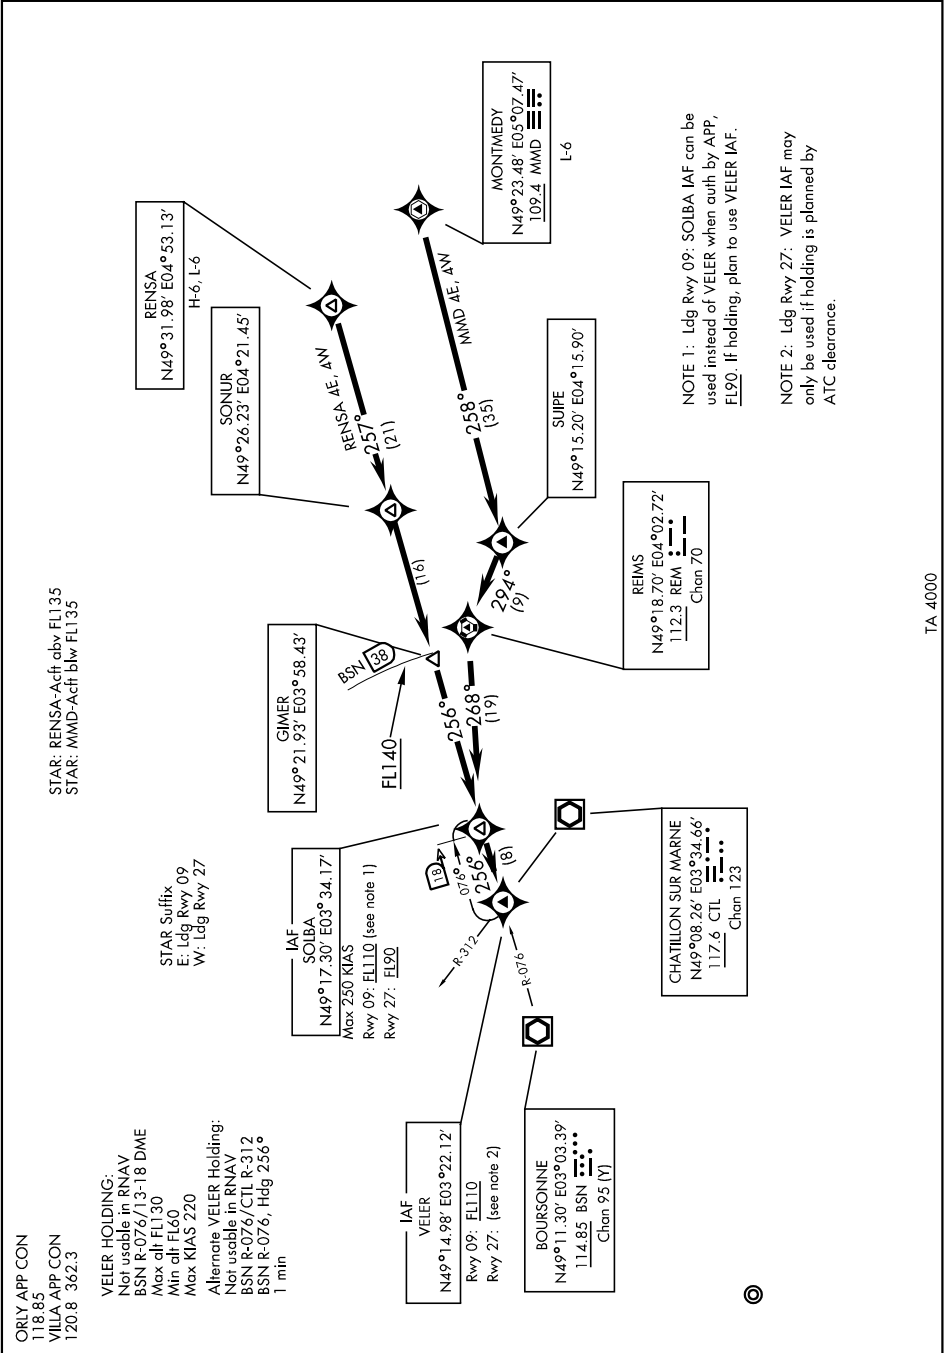 ORLY APP CON
118.85
VILLA APP CON
120.8 362.3
VELER HOLDING:
Not usable in RNAV
BSN R-076/13-18 DME
Max alt FL130
Min alt FL60
Max KIAS 220
Alternate VELER Holding:
Not usable in RNAV
BSN R-076/CTL R-312
BSN R-076, Hdg 256°
1 min
STAR Suffix
E: Ldg Rwy 09
W: Ldg Rwy 27
STAR: RENSA-Acft abv FL135
STAR: MMD-Acft blw FL135
RENSA
N49°31.98' E04°53.13'
H-6, L-6
SONUR
N49°26.23' E04°21.45'
RENSA 4E, 4W
257°
(21)
(16)
GIMER
N49°21.93' E03°58.43'
BSN 38
FL140
256°
IAF
SOLBA
N49°17.30' E03°34.17'
Max 250 KIAS
Rwy 09: FL110 (see note 1)
Rwy 27: FL90
18
076°
256°
(8)
R-312
R-076
IAF
VELER
N49°14.98' E03°22.12'
Rwy 09: FL110
Rwy 27: (see note 2)
BOURSONNE
N49°11.30' E03°03.39'
114.85 BSN
Chan 95 (Y)
MONTMEDY
N49°23.48' E05°07.47'
109.4 MMD
L-6
MMD 4E, 4W
258°
(35)
SUIPE
N49°15.20' E04°15.90'
294°
(9)
REIMS
N49°18.70' E04°02.72'
112.3 REM
Chan 70
268°
(19)
CHATILLON SUR MARNE
N49°08.26' E03°34.66'
117.6 CTL
Chan 123
NOTE 1: Ldg Rwy 09: SOLBA IAF can be
used instead of VELER when auth by APP,
FL90. If holding, plan to use VELER IAF.
NOTE 2: Ldg Rwy 27: VELER IAF may
only be used if holding is planned by
ATC clearance.
TA 4000